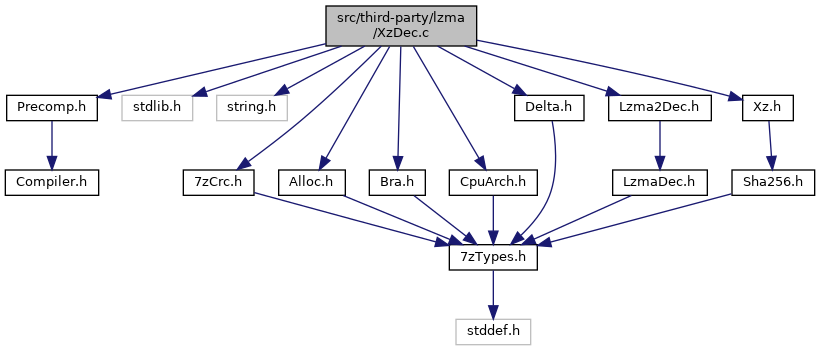 src/third-party/lzma
/XzDec.c
Precomp.h
stdlib.h
string.h
Delta.h
Lzma2Dec.h
Xz.h
Compiler.h
7zCrc.h
Alloc.h
Bra.h
CpuArch.h
LzmaDec.h
Sha256.h
7zTypes.h
stddef.h